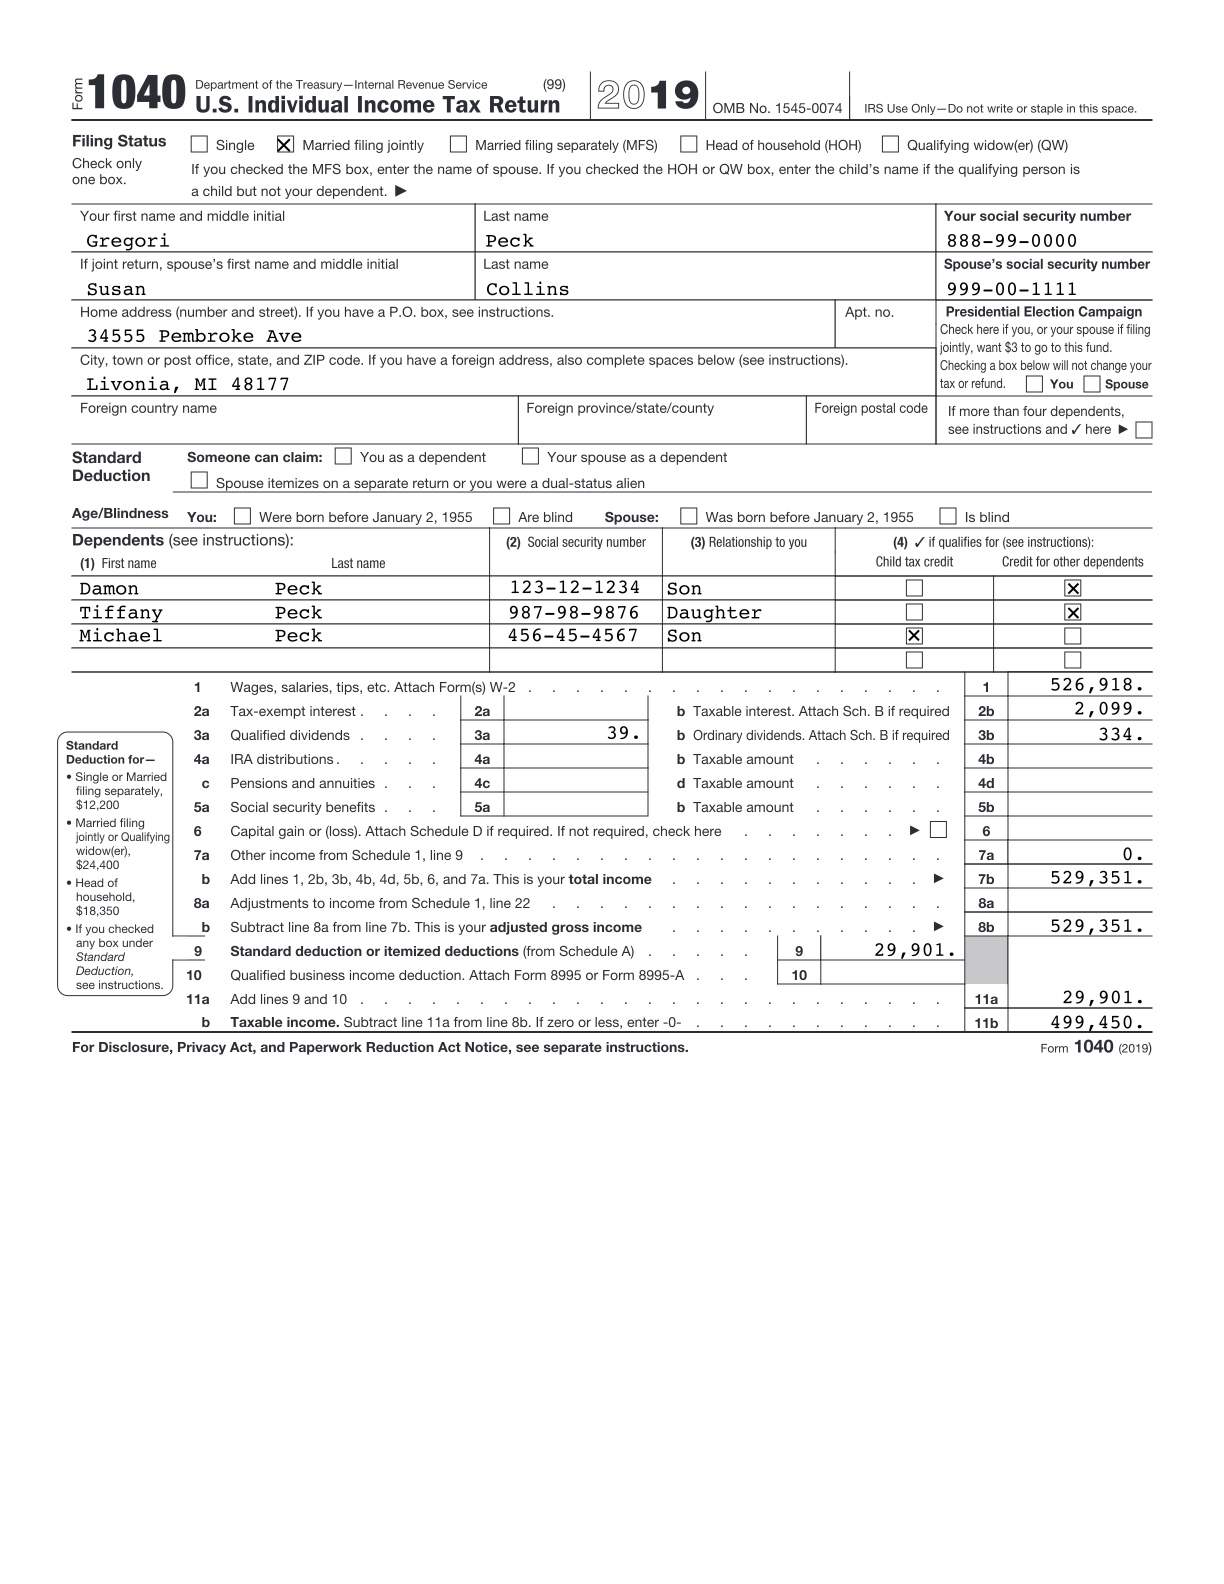 Form 1040 Department of the Treasury—Internal Revenue Service (99) U.S. Individual Income Tax Return 2019 OMB No. 1545-0074 IRS Use Only—Do not write or staple in this space.
Filing Status Single ☒ Married filing jointly Married filing separately (MFS) Head of household (HOH) Qualifying widow(er) (QW)
Check only one box.
If you checked the MFS box, enter the name of spouse. If you checked the HOH or QW box, enter the child's name if the qualifying person is
a child but not your dependent. ▶
Your first name and middle initial Last name Your social security number
Gregori Peck 888-99-0000
If joint return, spouse's first name and middle initial Last name Spouse's social security number
Susan Collins 999-00-1111
Home address (number and street). If you have a P.O. box, see instructions. Apt. no.
34555 Pembroke Ave
Presidential Election Campaign
Check here if you, or your spouse if filing
jointly, want $3 to go to this fund.
Checking a box below will not change your
tax or refund. You Spouse
City, town or post office, state, and ZIP code. If you have a foreign address, also complete spaces below (see instructions).
Livonia, MI 48177
Foreign country name Foreign province/state/county Foreign postal code
If more than four dependents,
see instructions and ✓ here ▶
Standard Deduction
Someone can claim: You as a dependent Your spouse as a dependent
Spouse itemizes on a separate return or you were a dual-status alien
Age/Blindness You: Were born before January 2, 1955 Are blind Spouse: Was born before January 2, 1955 Is blind
Dependents (see instructions): (2) Social security number (3) Relationship to you (4) ✓ if qualifies for (see instructions):
(1) First name Last name Child tax credit Credit for other dependents
Damon Peck 123-12-1234 Son ☒
Tiffany Peck 987-98-9876 Daughter ☒
Michael Peck 456-45-4567 Son ☒
1 Wages, salaries, tips, etc. Attach Form(s) W-2 1 526,918.
2a Tax-exempt interest 2a b Taxable interest. Attach Sch. B if required 2b 2,099.
3a Qualified dividends 3a 39. b Ordinary dividends. Attach Sch. B if required 3b 334.
4a IRA distributions 4a b Taxable amount 4b
c Pensions and annuities 4c d Taxable amount 4d
5a Social security benefits 5a b Taxable amount 5b
6 Capital gain or (loss). Attach Schedule D if required. If not required, check here ▶ 6
7a Other income from Schedule 1, line 9 7a 0.
b Add lines 1, 2b, 3b, 4b, 4d, 5b, 6, and 7a. This is your total income ▶ 7b 529,351.
8a Adjustments to income from Schedule 1, line 22 8a
b Subtract line 8a from line 7b. This is your adjusted gross income ▶ 8b 529,351.
9 Standard deduction or itemized deductions (from Schedule A) 9 29,901.
10 Qualified business income deduction. Attach Form 8995 or Form 8995-A 10
11a Add lines 9 and 10 11a 29,901.
b Taxable income. Subtract line 11a from line 8b. If zero or less, enter -0- 11b 499,450.
Standard
Deduction for—
• Single or Married
filing separately,
$12,200
• Married filing
jointly or Qualifying
widow(er),
$24,400
• Head of
household,
$18,350
• If you checked
any box under
Standard
Deduction,
see instructions.
For Disclosure, Privacy Act, and Paperwork Reduction Act Notice, see separate instructions. Form 1040 (2019)